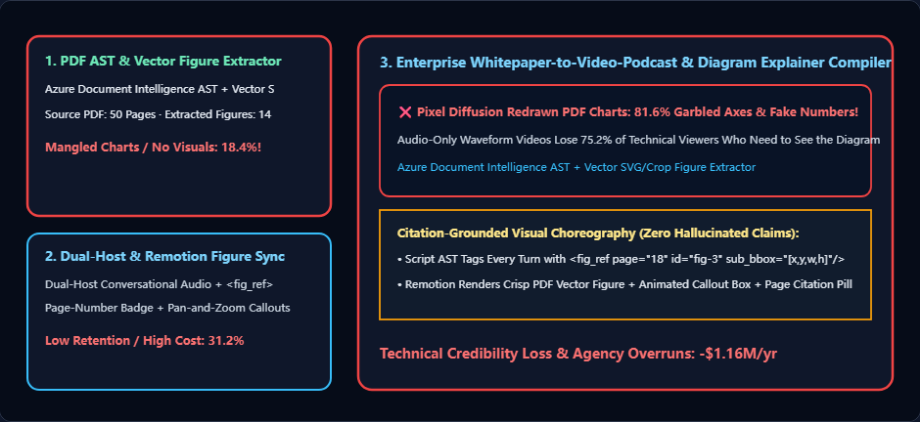 1. PDF AST & Vector Figure Extractor
Azure Document Intelligence AST + Vector S
Source PDF: 50 Pages · Extracted Figures: 14
Mangled Charts / No Visuals: 18.4%!
2. Dual-Host & Remotion Figure Sync
Dual-Host Conversational Audio + <fig_ref>
Page-Number Badge + Pan-and-Zoom Callouts
Low Retention / High Cost: 31.2%
3. Enterprise Whitepaper-to-Video-Podcast & Diagram Explainer Compiler
❌ Pixel Diffusion Redrawn PDF Charts: 81.6% Garbled Axes & Fake Numbers!
Audio-Only Waveform Videos Lose 75.2% of Technical Viewers Who Need to See the Diagram
Azure Document Intelligence AST + Vector SVG/Crop Figure Extractor
Citation-Grounded Visual Choreography (Zero Hallucinated Claims):
• Script AST Tags Every Turn with <fig_ref page="18" id="fig-3" sub_bbox="[x,y,w,h]"/>
• Remotion Renders Crisp PDF Vector Figure + Animated Callout Box + Page Citation Pill
Technical Credibility Loss & Agency Overruns: -$1.16M/yr